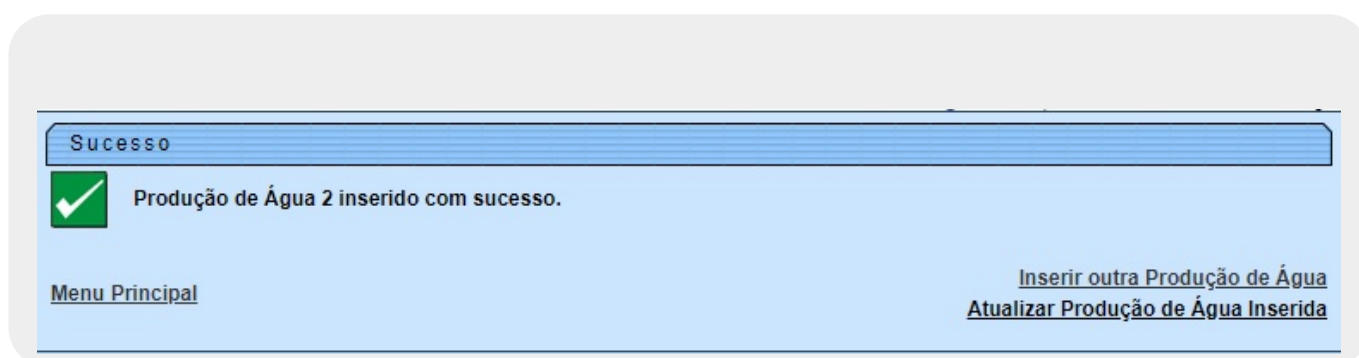 Sucesso
Produção de Água 2 inserido com sucesso.
Inserir outra Produção de Água
Menu Principal
Atualizar Produção de Água Inserida